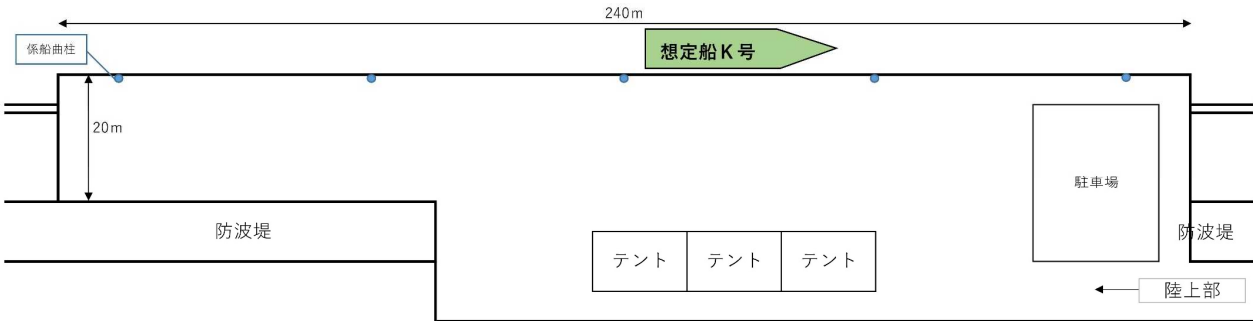 240m
係船曲柱
想定船K号
20m
駐車場
防波堤
防波堤
テント
テント
テント
陸上部